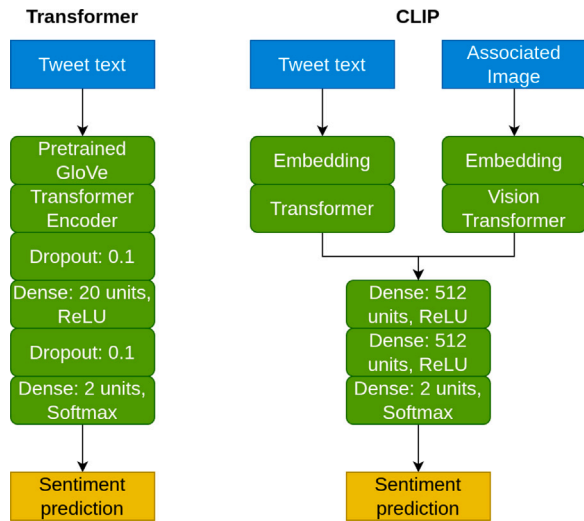 Transformer
Tweet text
Pretrained
GloVe
Transformer
Encoder
Dropout: 0.1
Dense: 20 units,
ReLU
Dropout: 0.1
Dense: 2 units,
Softmax
Sentiment
prediction
CLIP
Tweet text
Associated
Image
Embedding
Transformer
Embedding
Vision
Transformer
Dense: 512
units, ReLU
Dense: 512
units, ReLU
Dense: 2 units,
Softmax
Sentiment
prediction